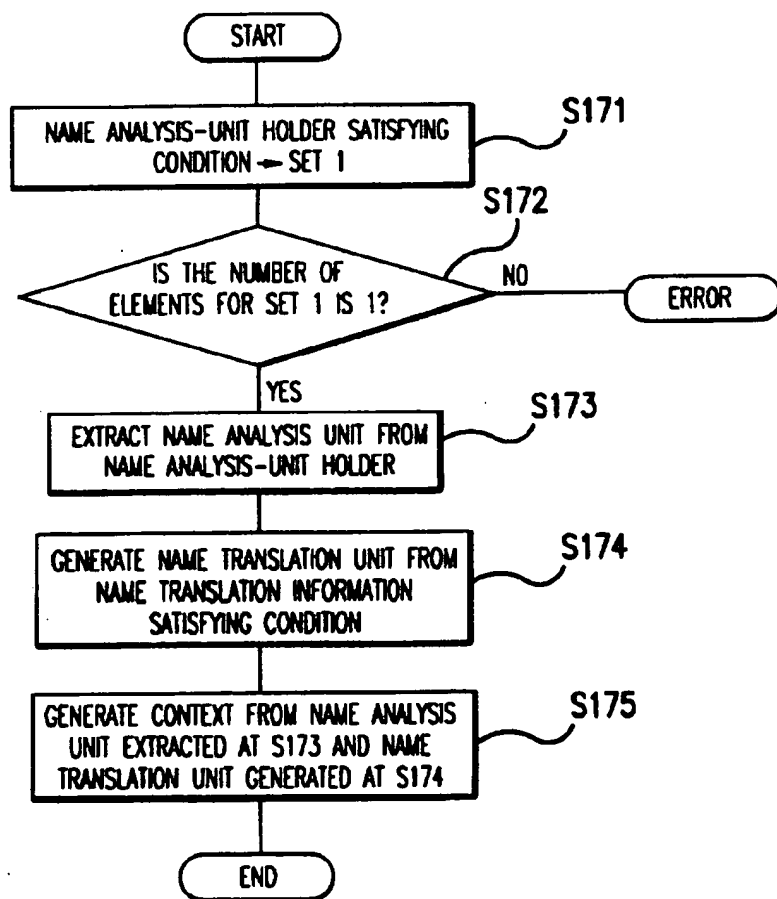 START
NAME ANALYSIS-UNIT HOLDER SATISFYING
CONDITION → SET 1
S171
S172
IS THE NUMBER OF
ELEMENTS FOR SET 1 IS 1?
NO
ERROR
YES
S173
EXTRACT NAME ANALYSIS UNIT FROM
NAME ANALYSIS-UNIT HOLDER
S174
GENERATE NAME TRANSLATION UNIT FROM
NAME TRANSLATION INFORMATION
SATISFYING CONDITION
S175
GENERATE CONTEXT FROM NAME ANALYSIS
UNIT EXTRACTED AT S173 AND NAME
TRANSLATION UNIT GENERATED AT S174
END